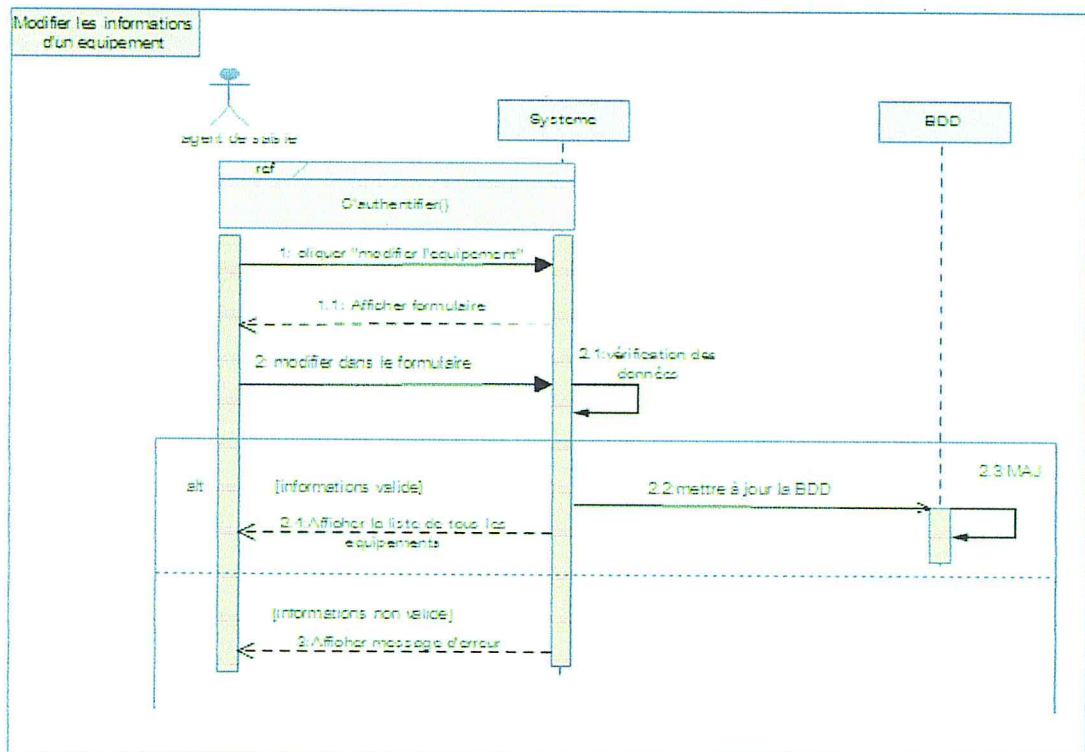 Modifier les informations
d'un equipement
agent de saisie
Systeme
BDD
ref
S'authentifier()
1: cliquer "modifier l'equipement"
1.1: Afficher formulaire
2: modifier dans le formulaire
2.1:vérification des
données
alt
[informations valide]
2.2:mettre à jour la BDD
2.3:MAJ
2.4:Afficher la liste de tous les
equipements
[informations non valide]
3:Afficher message d'erreur